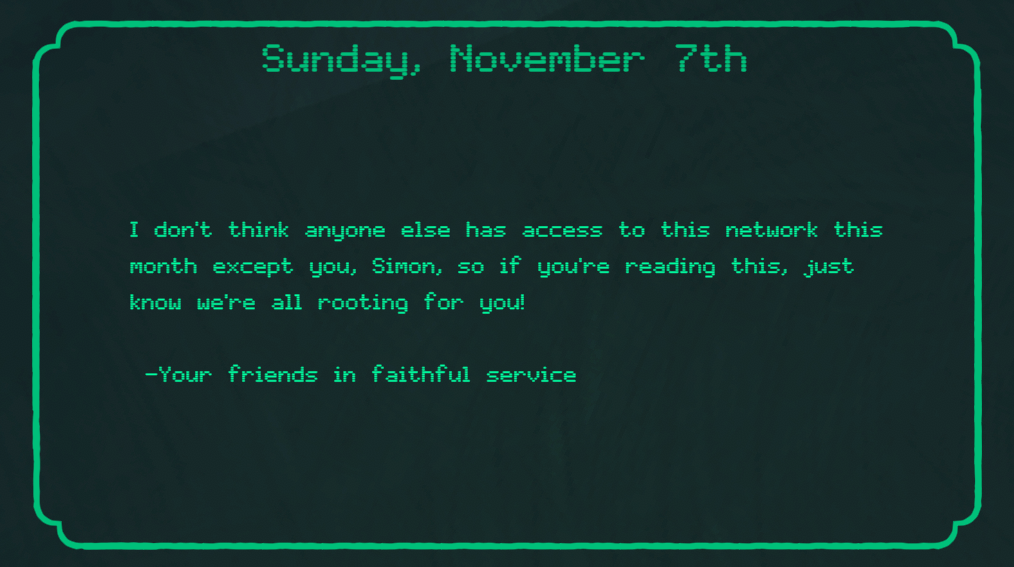 Sunday, November 7th
I don't think anyone else has access to this network this
month except you, Simon, so if you're reading this, just
know we're all rooting for you!
-Your friends in faithful service